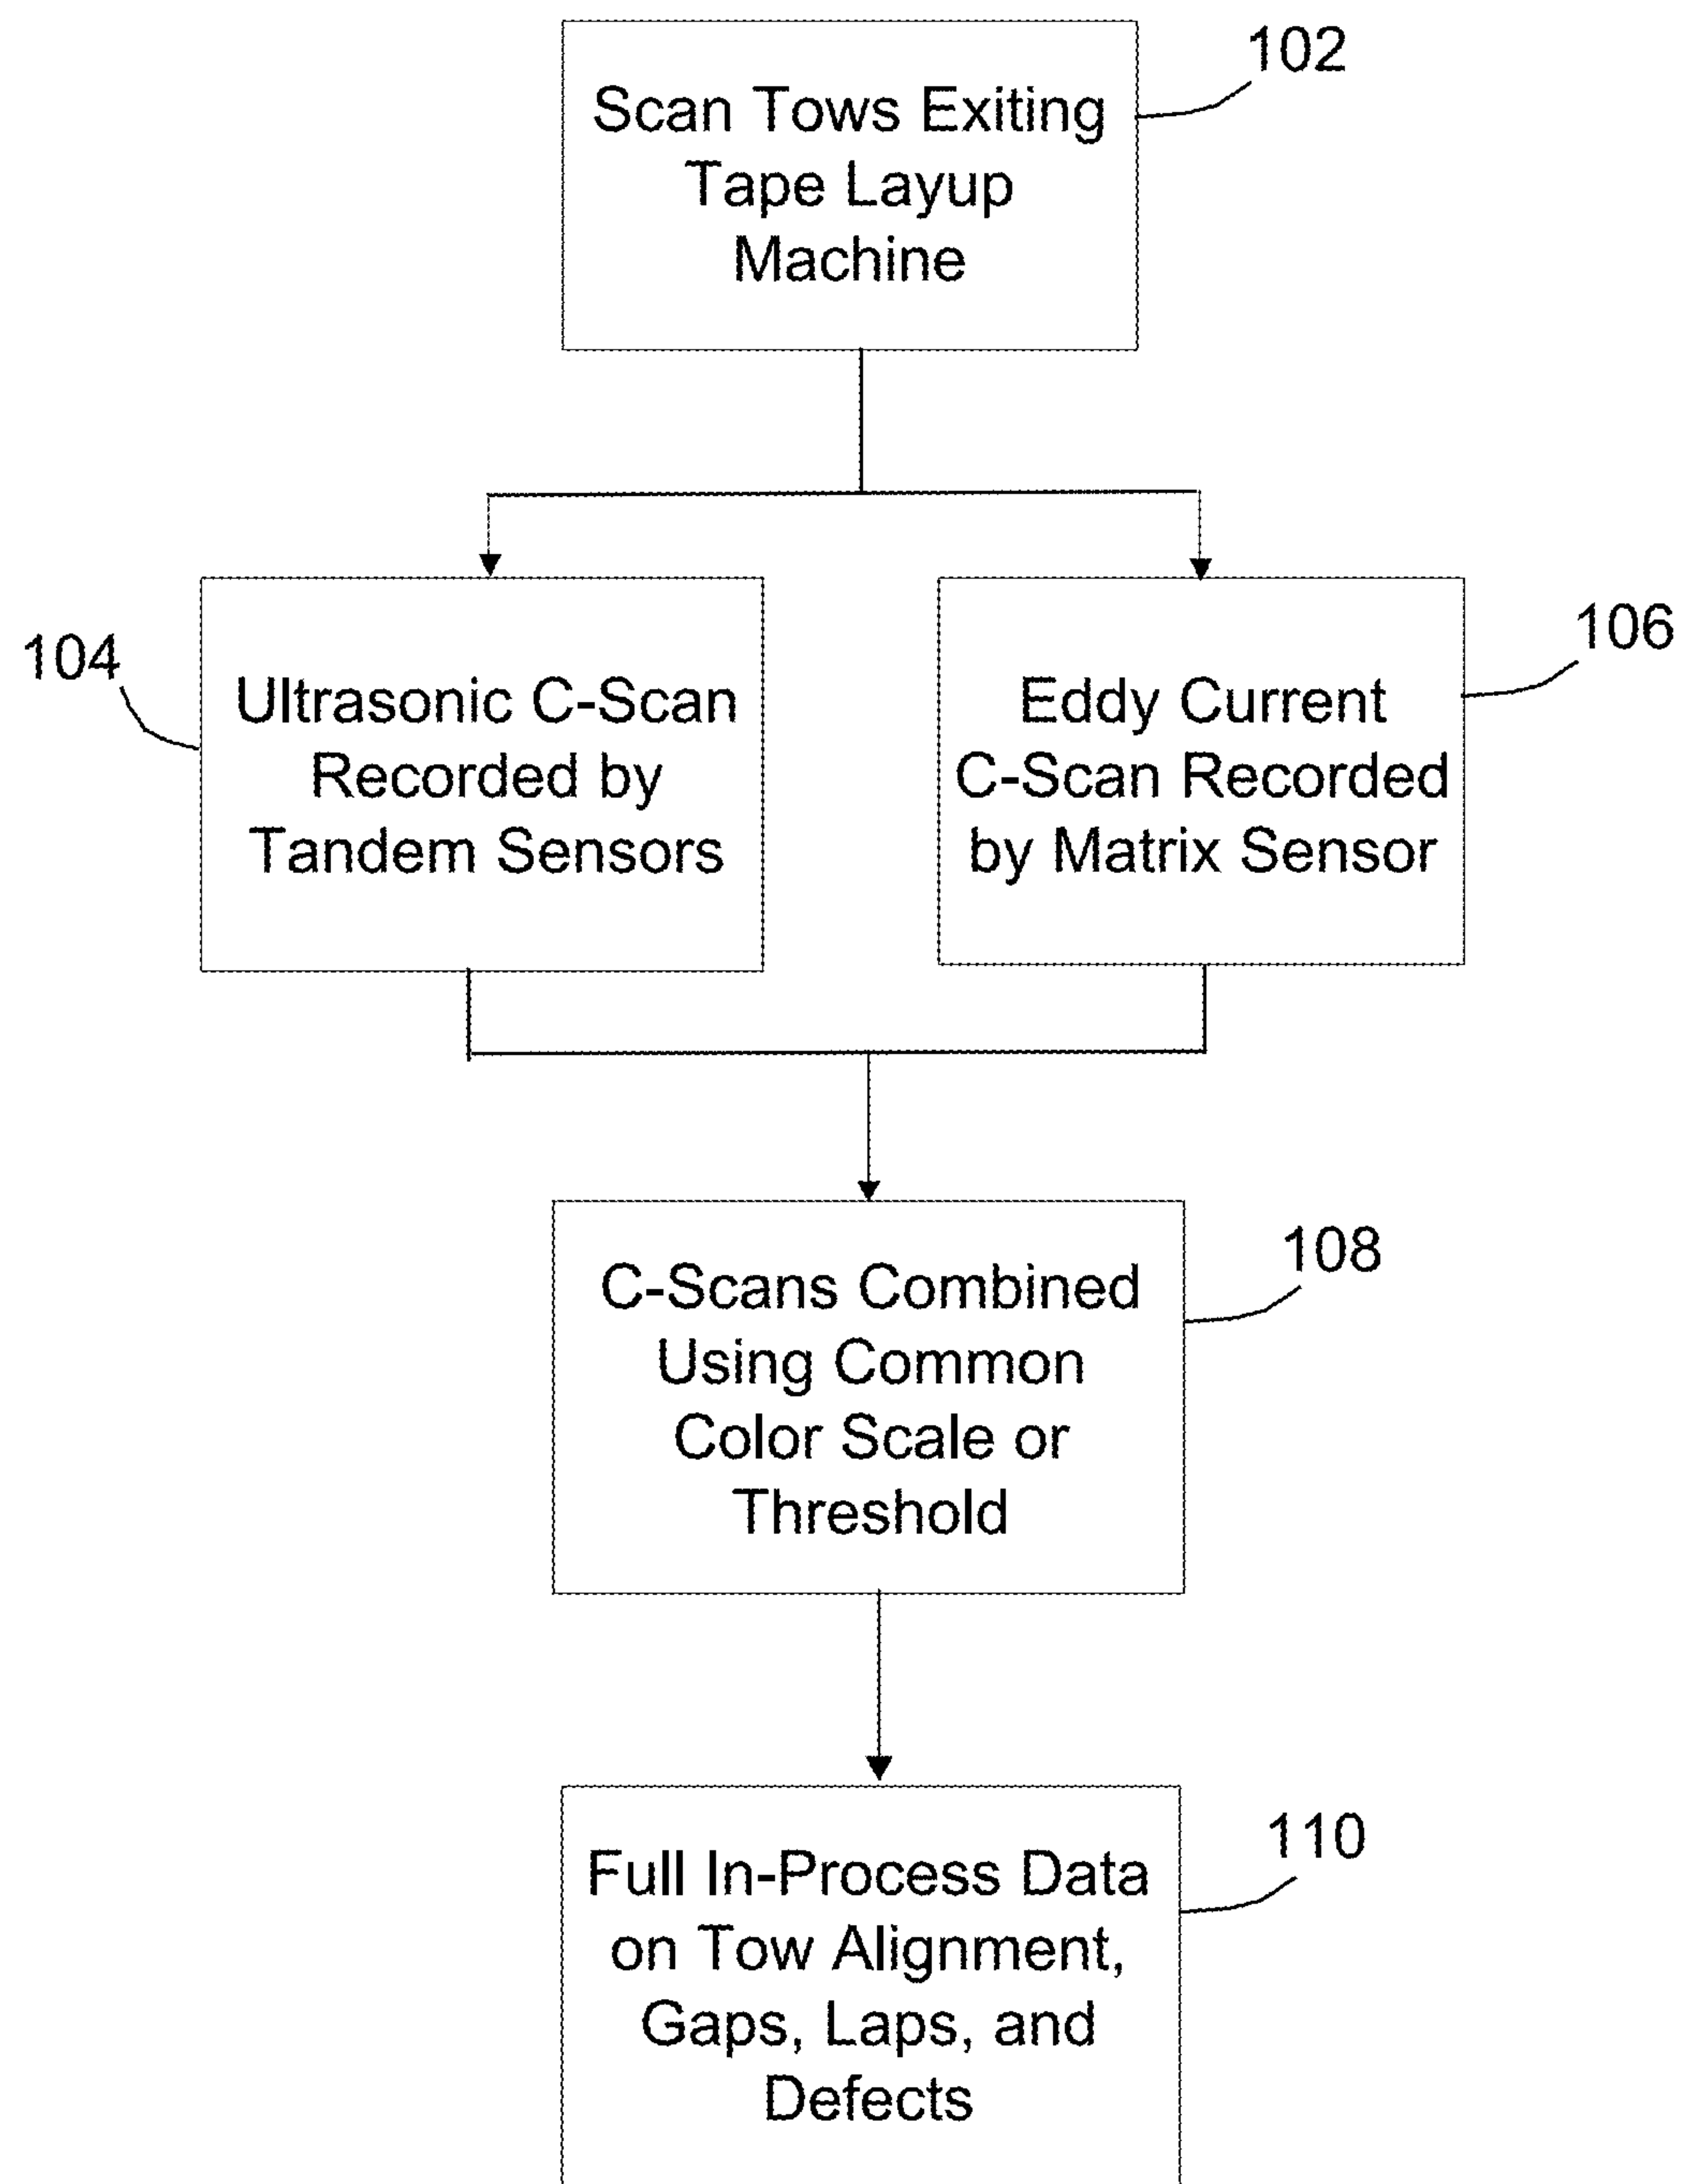 102
Scan Tows Exiting
Tape Layup
Machine
104
Ultrasonic C-Scan
Recorded by
Tandem Sensors
106
Eddy Current
C-Scan Recorded
by Matrix Sensor
108
C-Scans Combined
Using Common
Color Scale or
Threshold
110
Full In-Process Data
on Tow Alignment,
Gaps, Laps, and
Defects